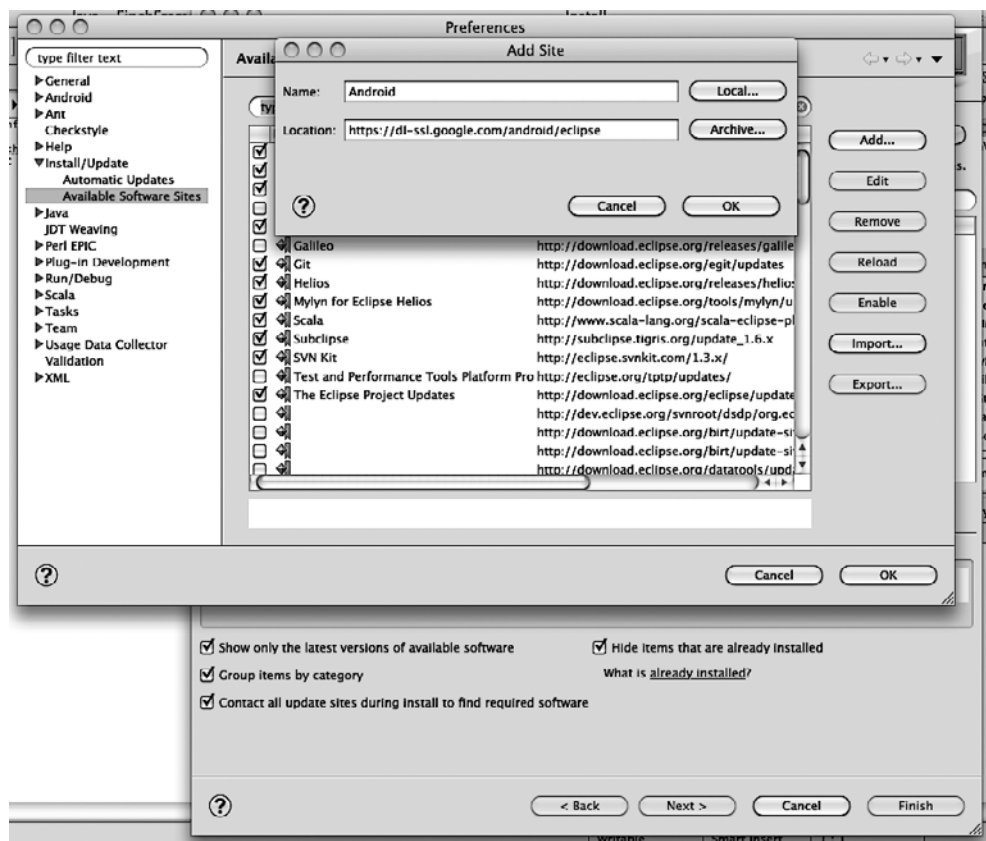 Preferences
type filter text
General
Android
Ant
Checkstyle
Help
Install/Update
Automatic Updates
Available Software Sites
Java
JDT Weaving
Perl EPIC
Plug-in Development
Run/Debug
Scala
Tasks
Team
Usage Data Collector
Validation
XML
Add Site
Name: Android Local...
Location: https://dl-ssl.google.com/android/eclipse Archive...
? Cancel OK
Galileo http://download.eclipse.org/releases/galile
Git http://download.eclipse.org/egit/updates
Helios http://download.eclipse.org/releases/helio
Mylyn for Eclipse Helios http://download.eclipse.org/tools/mylyn/u
Scala http://www.scala-lang.org/scala-eclipse-pl
Subclipse http://subclipse.tigris.org/update_1.6.x
SVN Kit http://eclipse.svnkit.com/1.3.x/
Test and Performance Tools Platform Pro http://eclipse.org/tptp/updates/
The Eclipse Project Updates http://download.eclipse.org/eclipse/update
http://dev.eclipse.org/svnroot/dsdp/org.ec
http://download.eclipse.org/birt/update-si
http://download.eclipse.org/birt/update-si
http://download.eclipse.org/datatools/upd
Add...
Edit
Remove
Reload
Enable
Import...
Export...
? Cancel OK
Show only the latest versions of available software
Hide items that are already installed
Group items by category
What is already installed?
Contact all update sites during install to find required software
? < Back Next > Cancel Finish